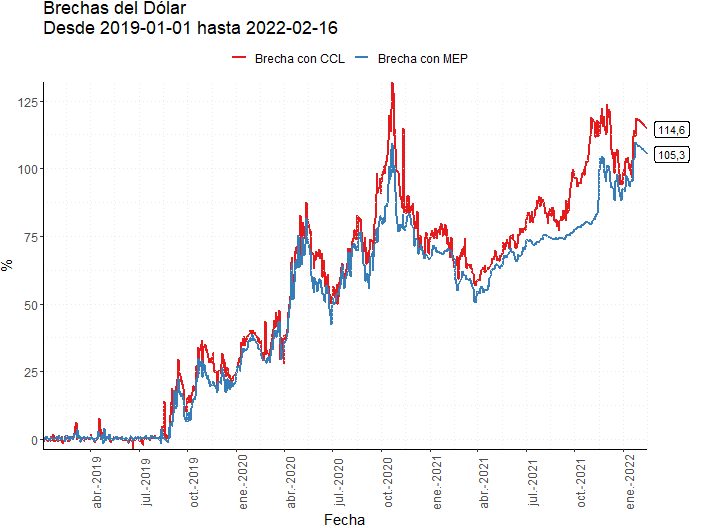 Brechas del Dólar
Desde 2019-01-01 hasta 2022-02-16
Brecha con CCL
Brecha con MEP
125
100
75
50
25
0
%
114,6
105,3
abr.-2019
jul.-2019
oct.-2019
ene.-2020
abr.-2020
jul.-2020
oct.-2020
ene.-2021
abr.-2021
jul.-2021
oct.-2021
ene.-2022
Fecha